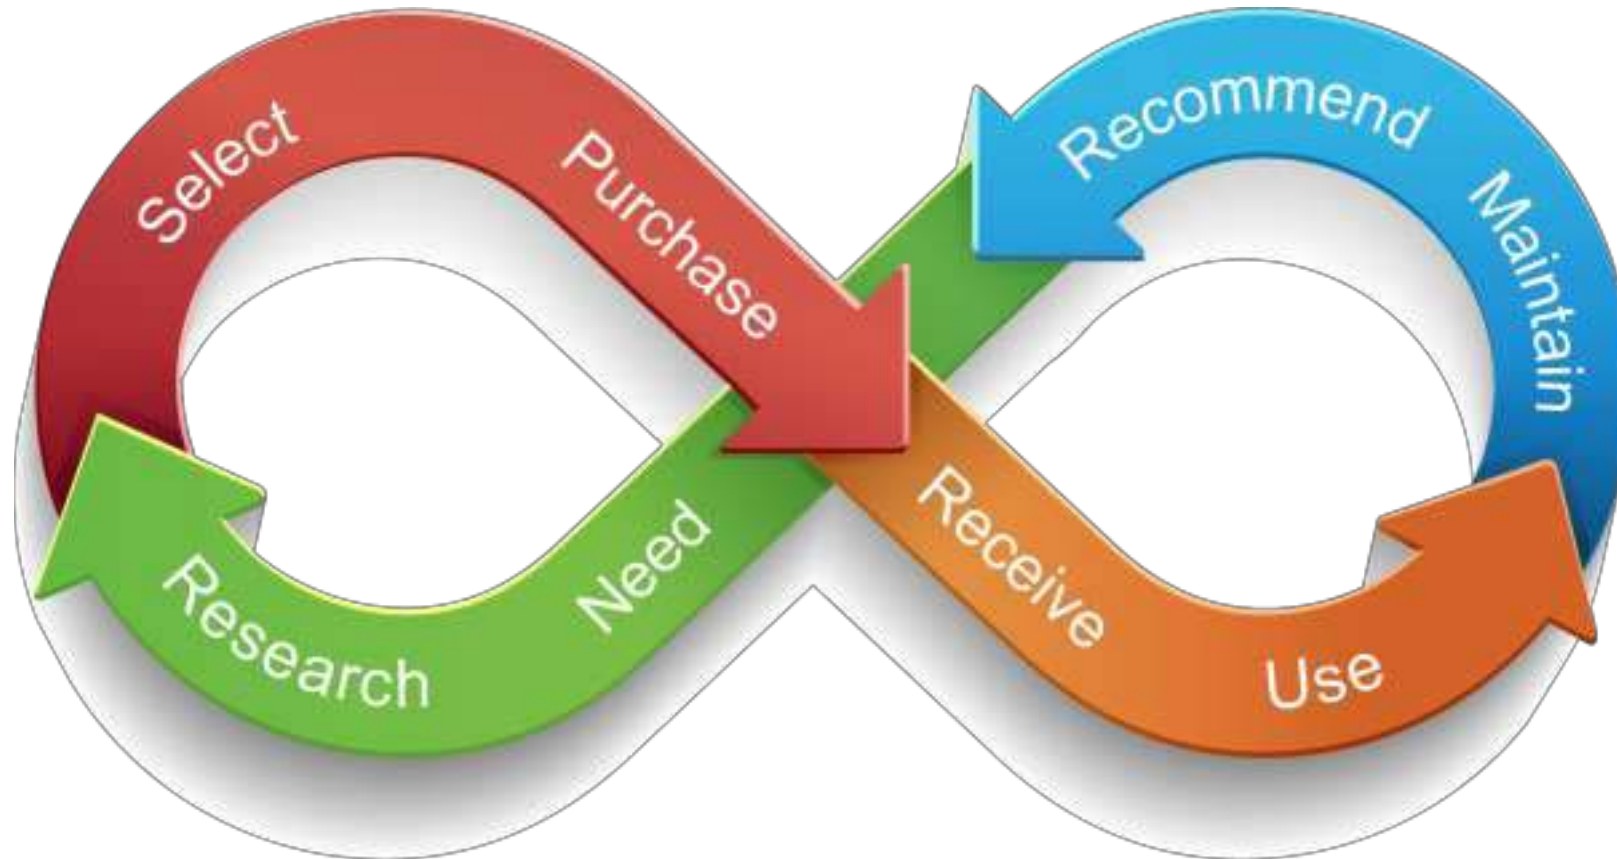 Select
Purchase
Recommend
Maintain
Research
Need
Receive
Use